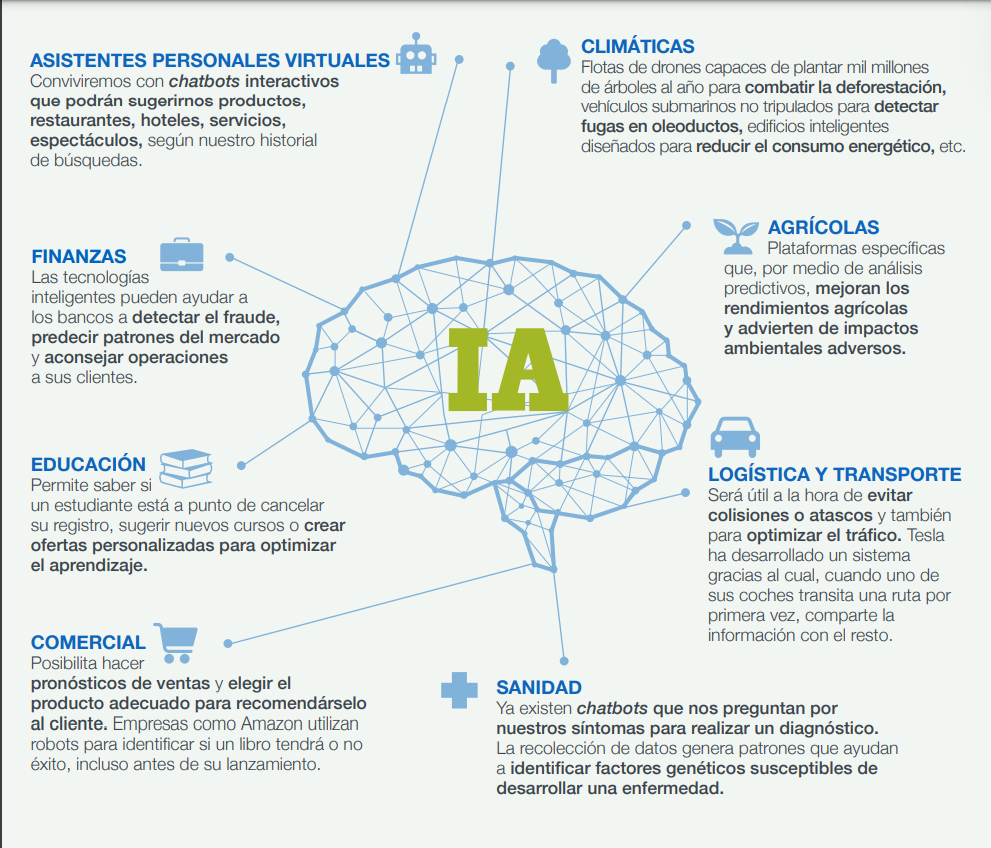 ASISTENTES PERSONALES VIRTUALES
Conviviremos con chatbots interactivos
que podrán sugerirnos productos,
restaurantes, hoteles, servicios,
espectáculos, según nuestro historial
de búsquedas.
CLIMÁTICAS
Flotas de drones capaces de plantar mil millones
de árboles al año para combatir la deforestación,
vehículos submarinos no tripulados para detectar
fugas en oleoductos, edificios inteligentes
diseñados para reducir el consumo energético, etc.
FINANZAS
Las tecnologías
inteligentes pueden ayudar a
los bancos a detectar el fraude,
predecir patrones del mercado
y aconsejar operaciones
a sus clientes.
AGRÍCOLAS
Plataformas específicas
que, por medio de análisis
predictivos, mejoran los
rendimientos agrícolas
y advierten de impactos
ambientales adversos.
IA
EDUCACIÓN
Permite saber si
un estudiante está a punto de cancelar
su registro, sugerir nuevos cursos o crear
ofertas personalizadas para optimizar
el aprendizaje.
LOGÍSTICA Y TRANSPORTE
Será útil a la hora de evitar
colisiones o atascos y también
para optimizar el tráfico. Tesla
ha desarrollado un sistema
gracias al cual, cuando uno de
sus coches transita una ruta por
primera vez, comparte la
información con el resto.
COMERCIAL
Posibilita hacer
pronósticos de ventas y elegir el
producto adecuado para recomendárselo
al cliente. Empresas como Amazon utilizan
robots para identificar si un libro tendrá o no
éxito, incluso antes de su lanzamiento.
SANIDAD
Ya existen chatbots que nos preguntan por
nuestros síntomas para realizar un diagnóstico.
La recolección de datos genera patrones que ayudan
a identificar factores genéticos susceptibles de
desarrollar una enfermedad.